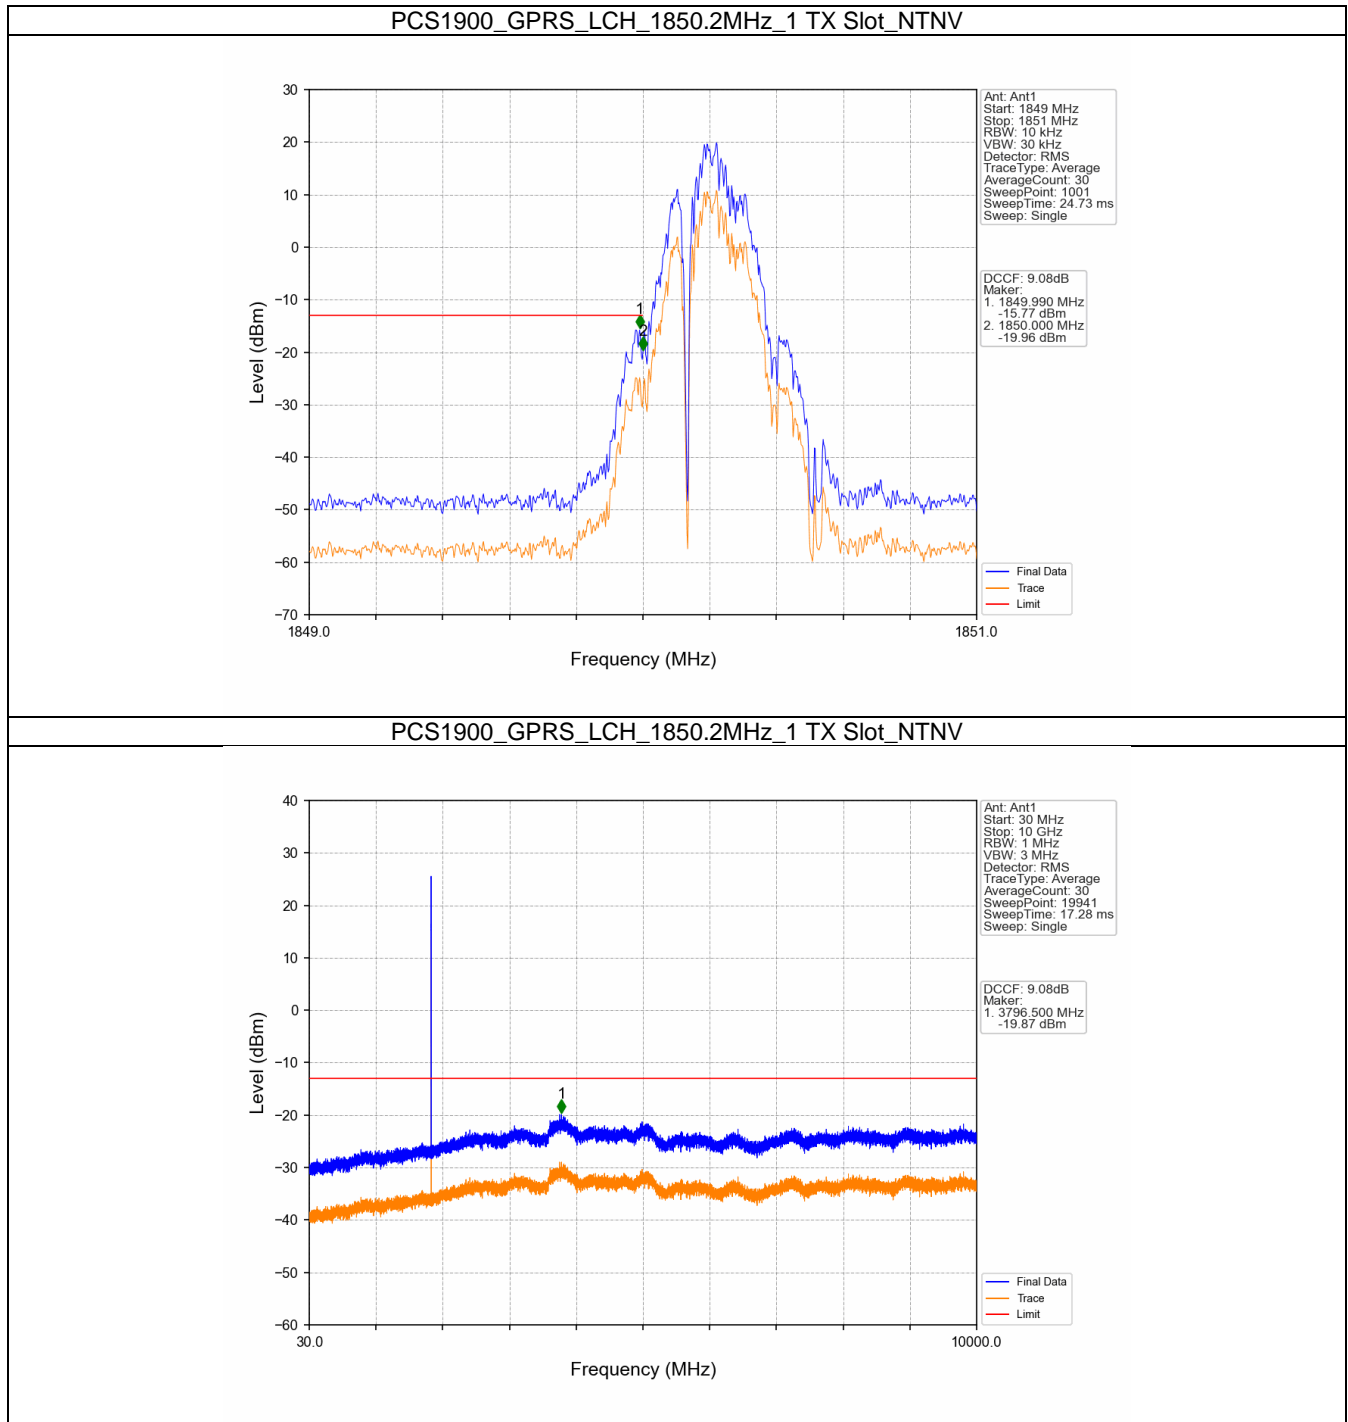 PCS1900_GPRS_LCH_1850.2MHz_1 TX Slot_NTNV
30
20
10
0
−10
−20
−30
−40
−50
−60
−70
Level (dBm)
1849.0
1851.0
Frequency (MHz)
1
2
Ant: Ant1
Start: 1849 MHz
Stop: 1851 MHz
RBW: 10 kHz
VBW: 30 kHz
Detector: RMS
TraceType: Average
AverageCount: 30
SweepPoint: 1001
SweepTime: 24.73 ms
Sweep: Single
DCCF: 9.08dB
Maker:
1. 1849.990 MHz
-15.77 dBm
2. 1850.000 MHz
-19.96 dBm
Final Data
Trace
Limit
PCS1900_GPRS_LCH_1850.2MHz_1 TX Slot_NTNV
40
30
20
10
0
−10
−20
−30
−40
−50
−60
Level (dBm)
30.0
10000.0
Frequency (MHz)
1
Ant: Ant1
Start: 30 MHz
Stop: 10 GHz
RBW: 1 MHz
VBW: 3 MHz
Detector: RMS
TraceType: Average
AverageCount: 30
SweepPoint: 19941
SweepTime: 17.28 ms
Sweep: Single
DCCF: 9.08dB
Maker:
1. 3796.500 MHz
-19.87 dBm
Final Data
Trace
Limit